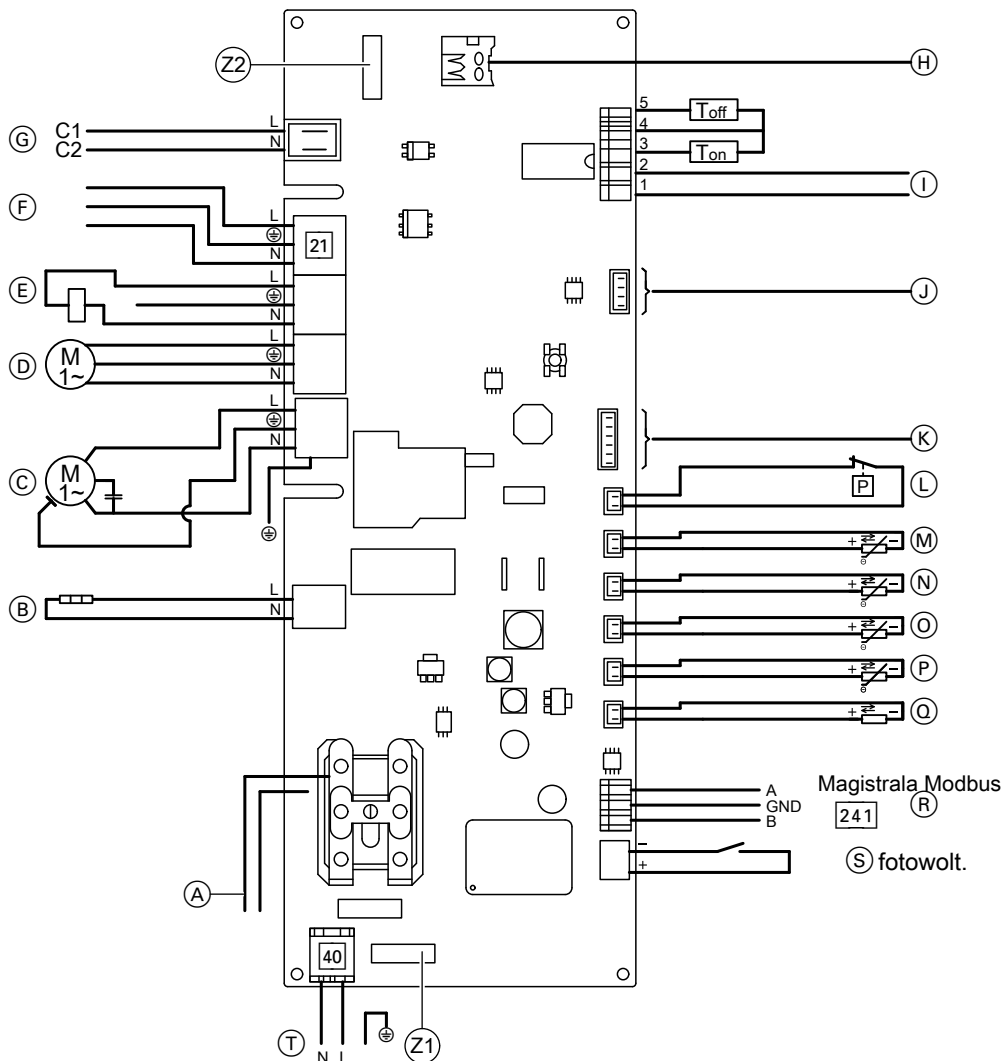 Z2
H
G C1 L
C2 N
5 Toff
4
3 Ton
2
1
I
F
L
N
21
E
L
N
J
D M 1~
L
N
L
N
K
C M 1~
P L
+ − M
+ − N
B L
N
+ − O
+ − P
+ − Q
A
GND
B
Magistrala Modbus
241
R
−
+
S fotowolt.
A
40
T
N L
Z1